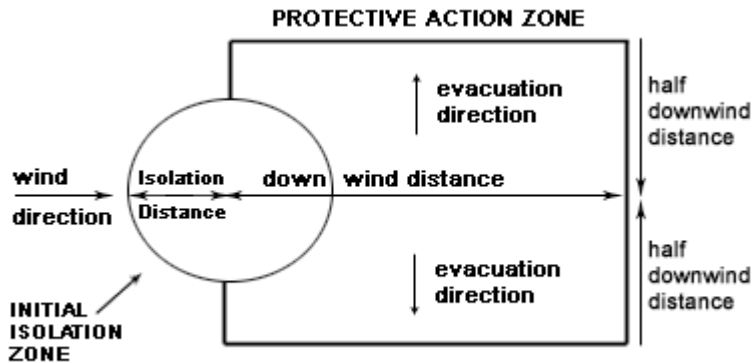 PROTECTIVE ACTION ZONE
evacuation
direction
half
downwind
distance
wind
direction
Isolation
Distance
down wind distance
evacuation
direction
half
downwind
distance
INITIAL
ISOLATION
ZONE